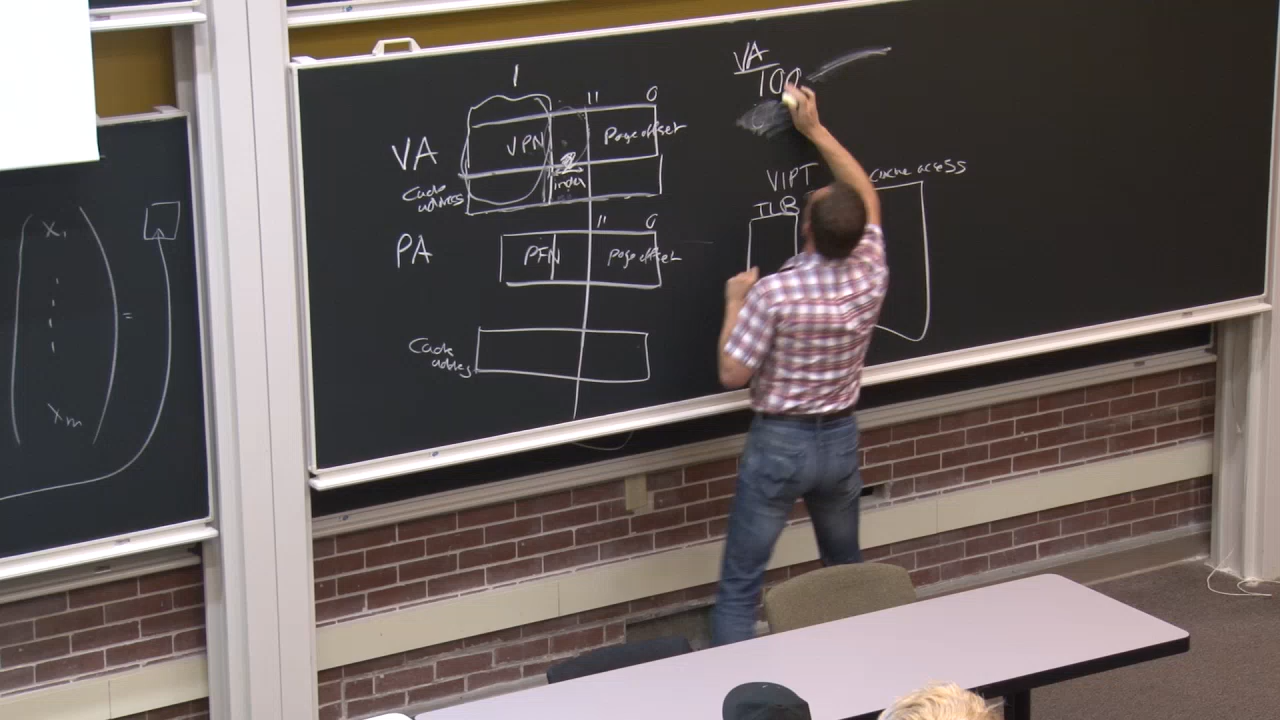 X₁
Xm
=
1
11 0
VA VPN Page offset
Cache address index
11 0
PA PFN Page offset
Cache address
VA
100
VIPT Cache access
TLB